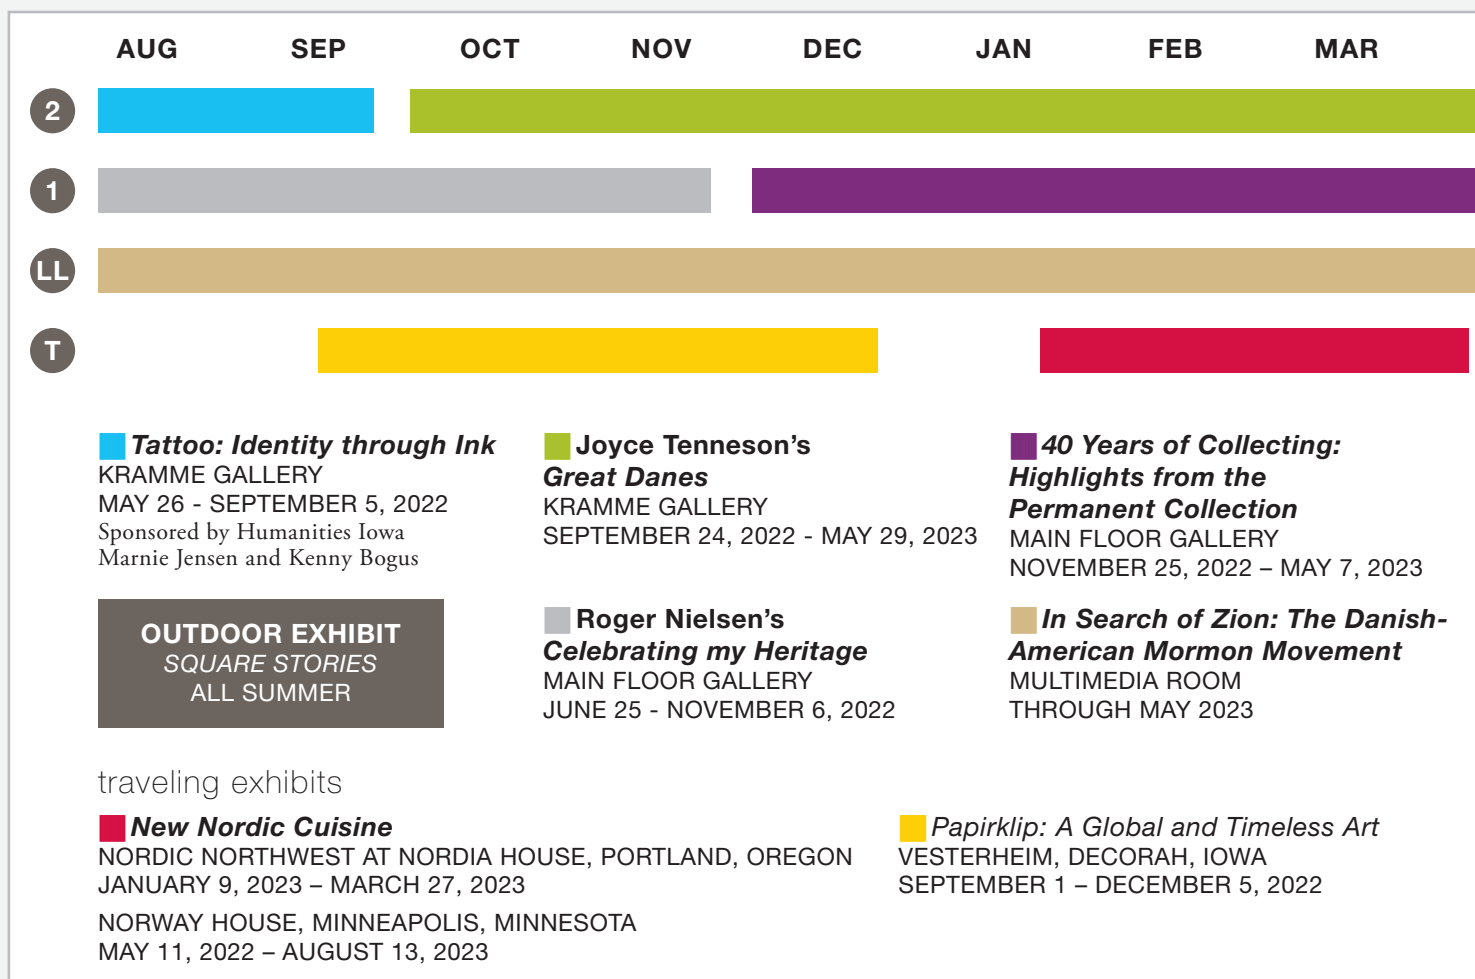 AUG SEP OCT NOV DEC JAN FEB MAR
2
1
LL
T
Tattoo: Identity through Ink
KRAMME GALLERY
MAY 26 - SEPTEMBER 5, 2022
Sponsored by Humanities Iowa
Marnie Jensen and Kenny Bogus
Joyce Tenneson's
Great Danes
KRAMME GALLERY
SEPTEMBER 24, 2022 - MAY 29, 2023
40 Years of Collecting:
Highlights from the
Permanent Collection
MAIN FLOOR GALLERY
NOVEMBER 25, 2022 – MAY 7, 2023
OUTDOOR EXHIBIT
SQUARE STORIES
ALL SUMMER
Roger Nielsen's
Celebrating my Heritage
MAIN FLOOR GALLERY
JUNE 25 - NOVEMBER 6, 2022
In Search of Zion: The Danish-
American Mormon Movement
MULTIMEDIA ROOM
THROUGH MAY 2023
traveling exhibits
New Nordic Cuisine
NORDIC NORTHWEST AT NORDIA HOUSE, PORTLAND, OREGON
JANUARY 9, 2023 – MARCH 27, 2023
NORWAY HOUSE, MINNEAPOLIS, MINNESOTA
MAY 11, 2022 – AUGUST 13, 2023
Papirklip: A Global and Timeless Art
VESTERHEIM, DECORAH, IOWA
SEPTEMBER 1 – DECEMBER 5, 2022